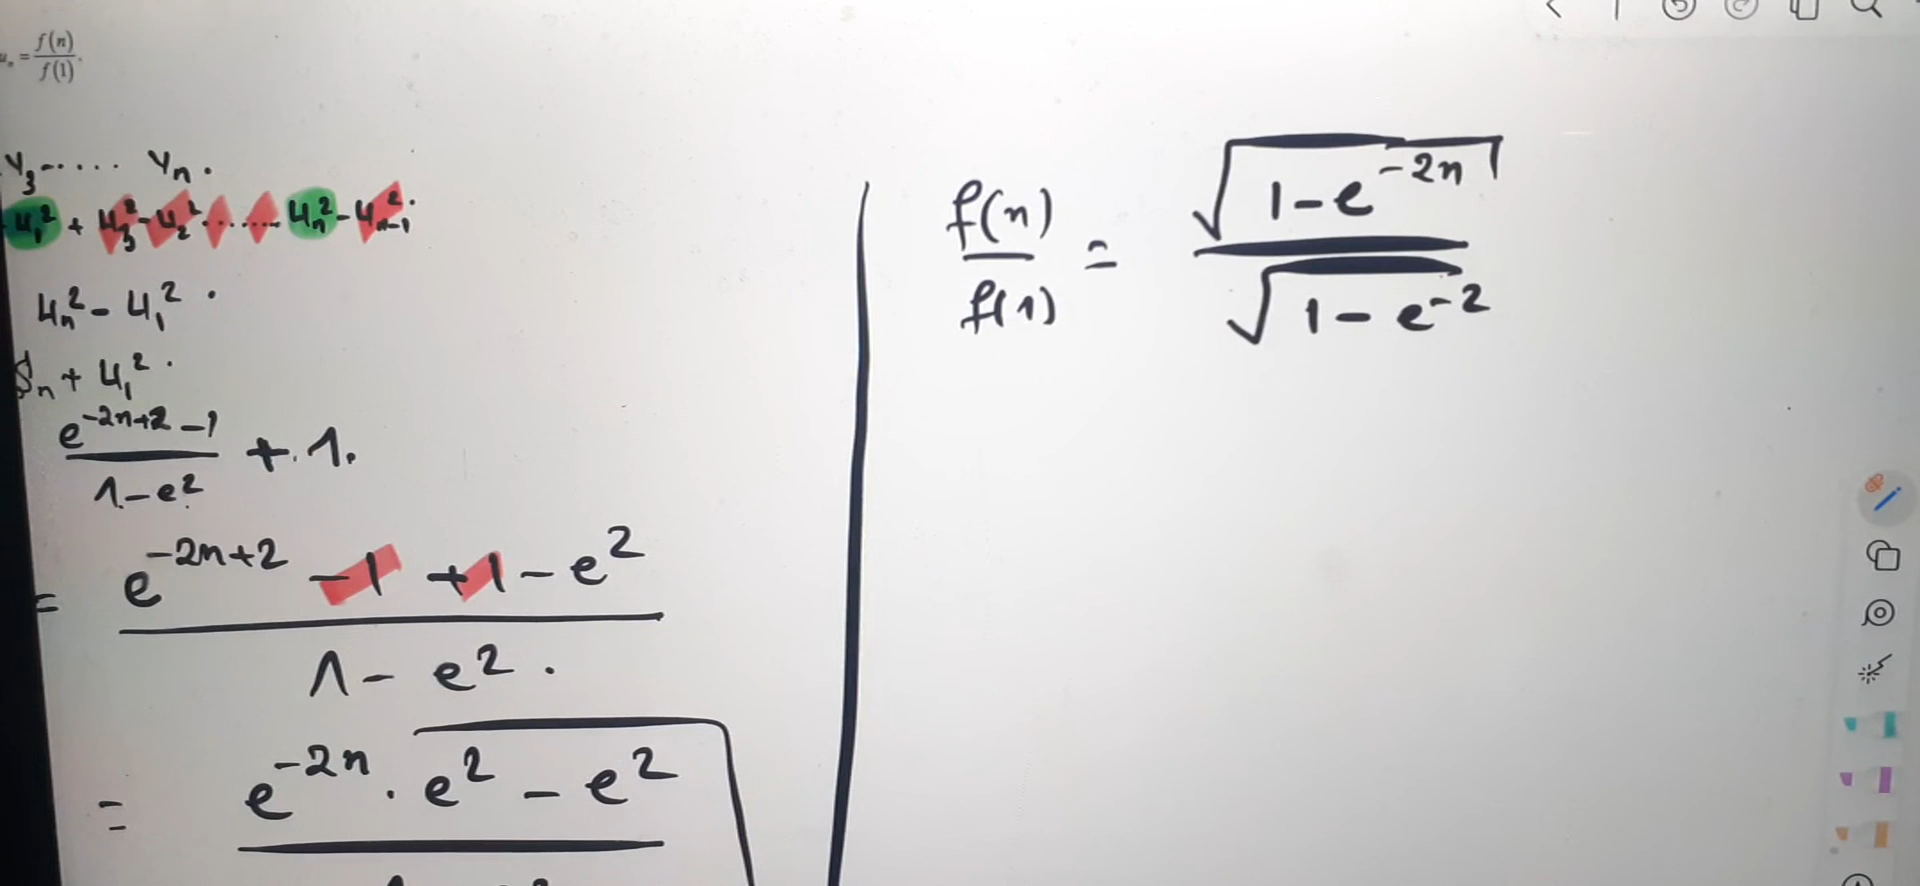 uₙ = f(n)/f(1).
V₃ ..... Vₙ .
u₁² + u₃² - u₂² ....... uₙ² - uₙ₋₁² .
uₙ² - u₁² .
Sₙ + u₁² .
(e^(-2n+2) - 1)/(1 - e²) + 1.
= (e^(-2n+2) - 1 + 1 - e²)/(1 - e²) .
= e^(-2n) . e² - e²
f(n)/f(1) = √(1 - e^(-2n)) / √(1 - e^(-2))